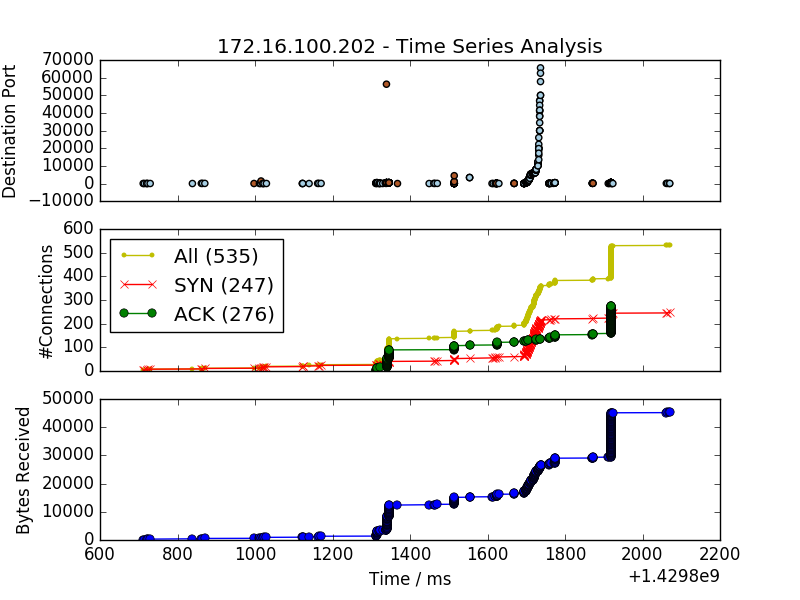 172.16.100.202 - Time Series Analysis
Destination Port
70000
60000
50000
40000
30000
20000
10000
0
−10000
#Connections
600
500
400
300
200
100
0
All (535)
SYN (247)
ACK (276)
Bytes Received
50000
40000
30000
20000
10000
0
600 800 1000 1200 1400 1600 1800 2000 2200
Time / ms
+1.4298e9